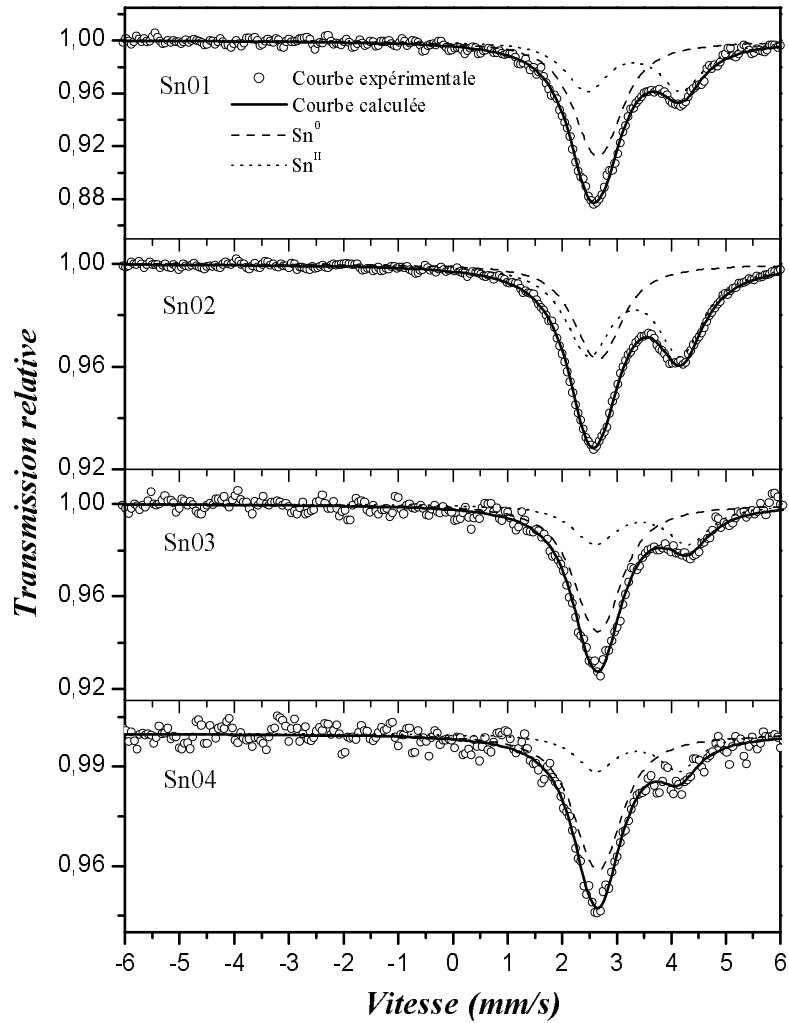 1,00
0,96
0,92
0,88
Sn01
Courbe expérimentale
Courbe calculée
Sn⁰
Snᴵᴵ
1,00
0,96
0,92
Sn02
1,00
0,96
0,92
Sn03
0,99
0,96
Sn04
Transmission relative
-6 -5 -4 -3 -2 -1 0 1 2 3 4 5 6
Vitesse (mm/s)